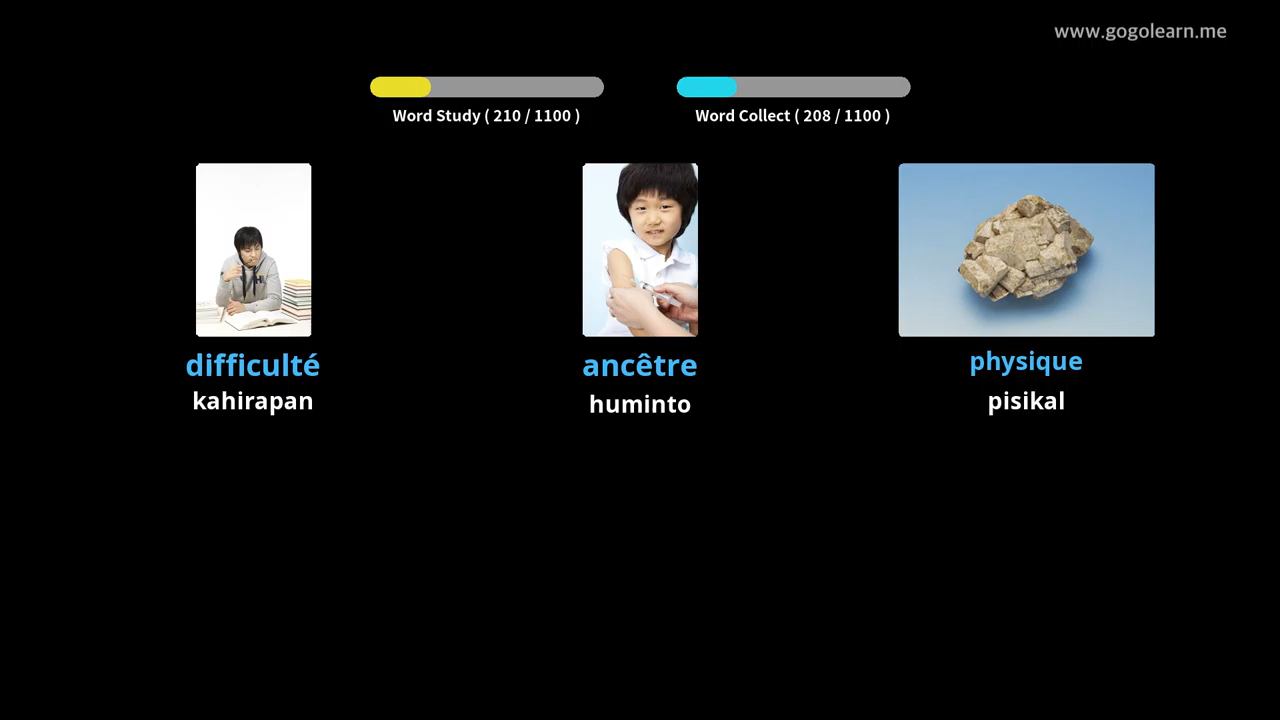 www.gogolearn.me
Word Study ( 210 / 1100 )
Word Collect ( 208 / 1100 )
difficulté
kahirapan
ancêtre
huminto
physique
pisikal